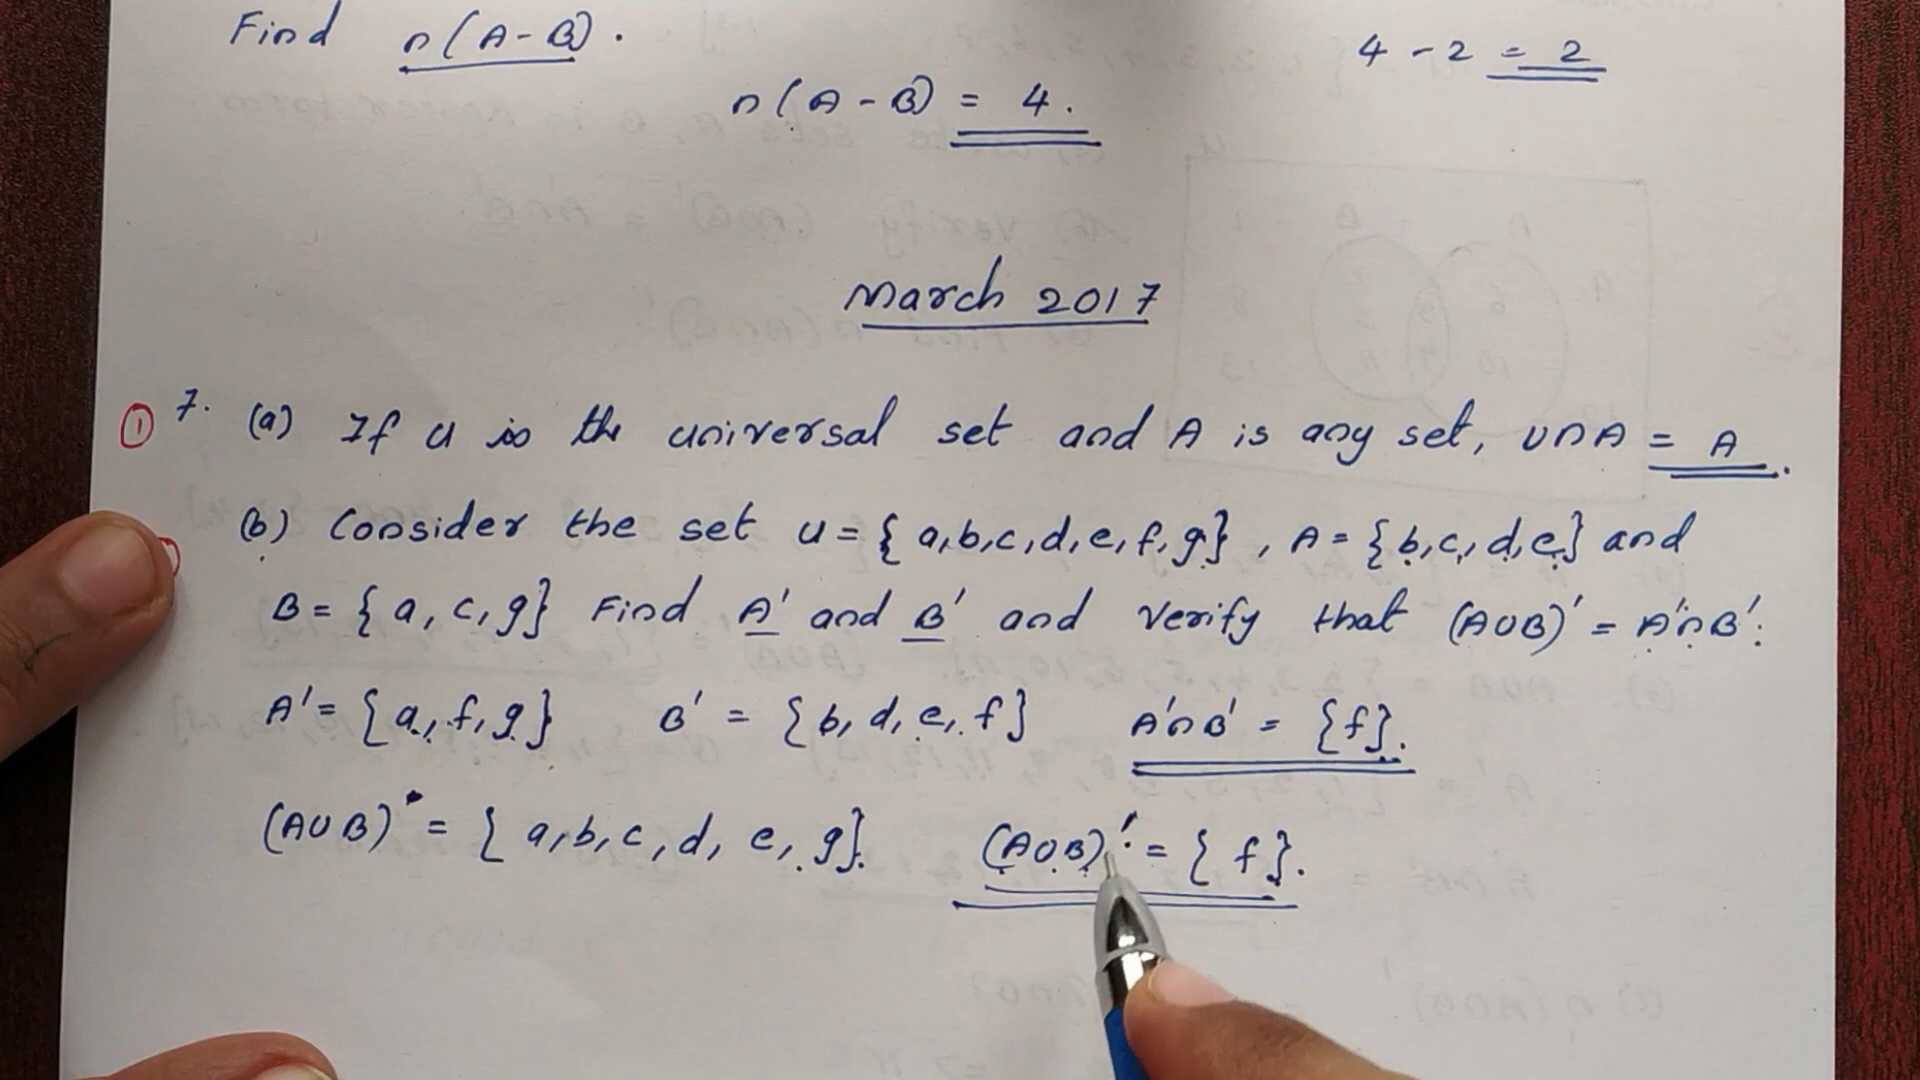 Find n(A-B).
4 - 2 = 2
n(A-B) = 4.
March 2017
① 7. (a) If U is the universal set and A is any set, U∩A = A.
(b) Consider the set U = { a,b,c,d,e,f,g} , A = {b,c,d,e} and
B = { a, c, g} Find A' and B' and Verify that (A∪B)' = A'∩B'.
A' = {a, f, g} B' = {b, d, e, f} A'∩B' = {f}.
(A∪B) = { a,b,c,d, e, g}. (A∪B)' = { f}.